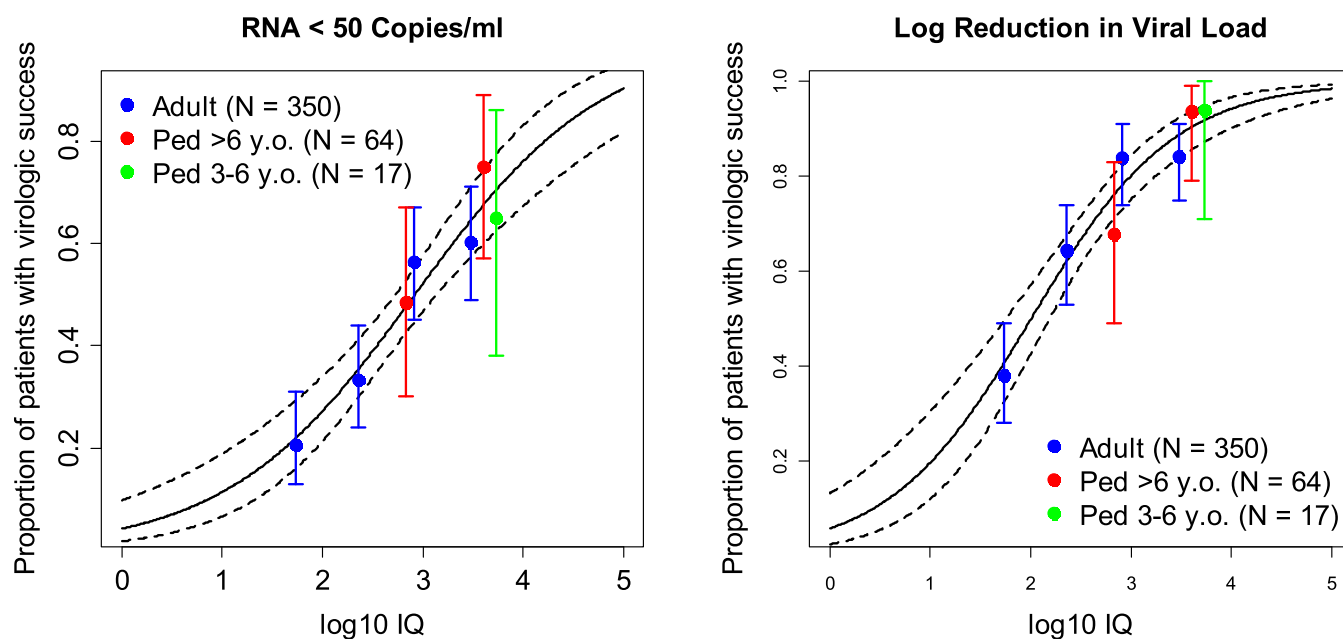 RNA < 50 Copies/ml
Proportion of patients with virologic success
0.8
0.6
0.4
0.2
Adult (N = 350)
Ped >6 y.o. (N = 64)
Ped 3-6 y.o. (N = 17)
0 1 2 3 4 5
log10 IQ
Log Reduction in Viral Load
Proportion of patients with virologic success
1.0
0.8
0.6
0.4
0.2
Adult (N = 350)
Ped >6 y.o. (N = 64)
Ped 3-6 y.o. (N = 17)
0 1 2 3 4 5
log10 IQ